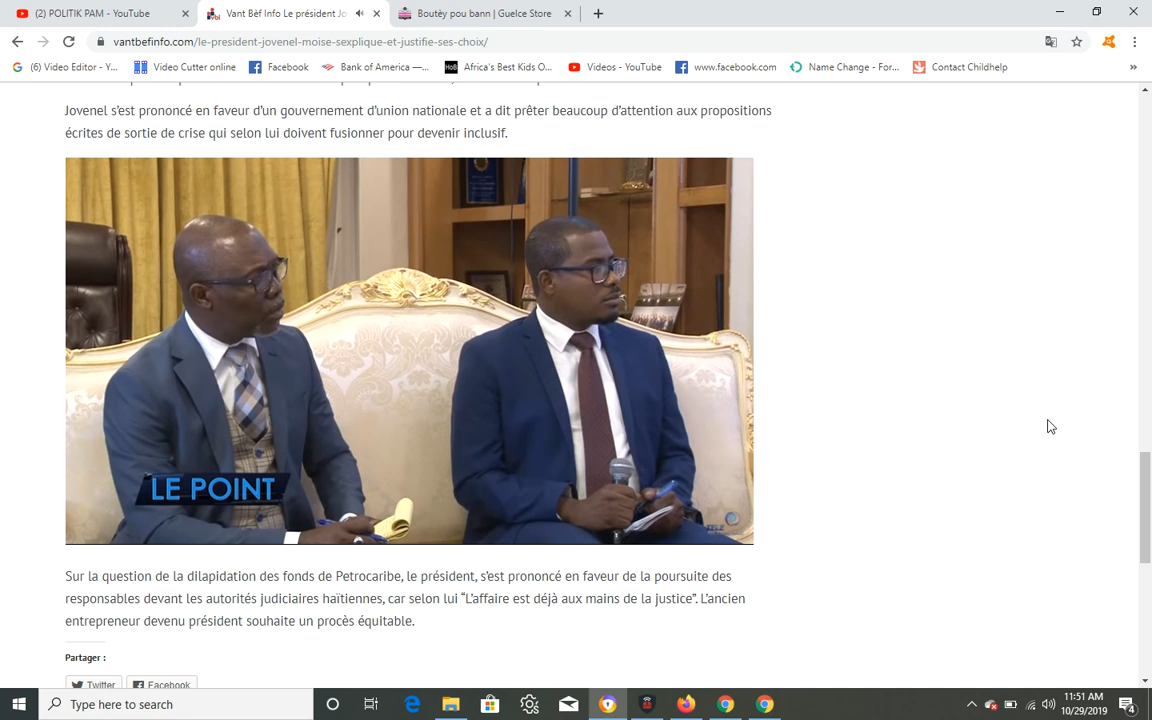 (2) POLITIK PAM - YouTube
Vant Bèf Info Le président Jo
Boutèy pou bann | Guelce Store
vantbefinfo.com/le-president-jovenel-moise-sexplique-et-justifie-ses-choix/
(6) Video Editor - Y...
Video Cutter online
Facebook
Bank of America —...
Africa's Best Kids O...
Videos - YouTube
www.facebook.com
Name Change - For...
Contact Childhelp
»
Jovenel s’est prononcé en faveur d’un gouvernement d’union nationale et a dit prêter beaucoup d’attention aux propositions
écrites de sortie de crise qui selon lui doivent fusionner pour devenir inclusif.
LE POINT
TELE
Sur la question de la dilapidation des fonds de Petrocaribe, le président, s’est prononcé en faveur de la poursuite des
responsables devant les autorités judiciaires haïtiennes, car selon lui “L’affaire est déjà aux mains de la justice”. L’ancien
entrepreneur devenu président souhaite un procès équitable.
Partager :
Twitter
Facebook
Type here to search
11:51 AM
10/29/2019
4